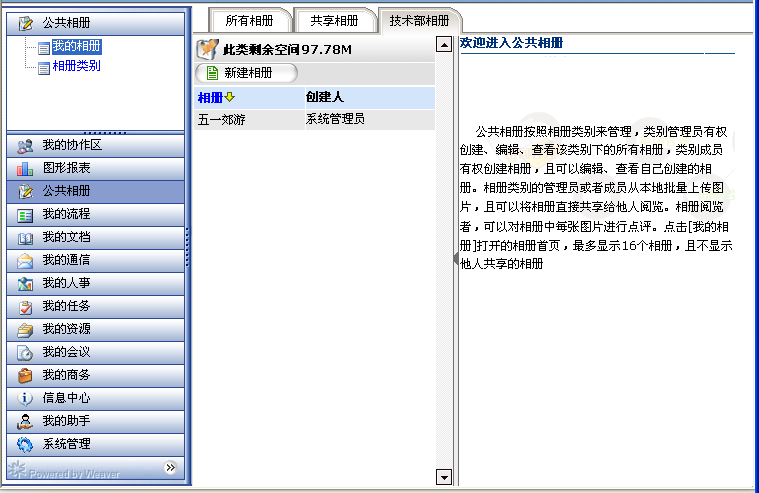 公共相册
我的相册
相册类别
我的协作区
图形报表
公共相册
我的流程
我的文档
我的通信
我的人事
我的任务
我的资源
我的会议
我的商务
信息中心
我的助手
系统管理
Powered by Weaver
所有相册 共享相册 技术部相册
此类剩余空间97.78M
新建相册
相册 创建人
五一郊游 系统管理员
欢迎进入公共相册
公共相册按照相册类别来管理，类别管理员有权
创建、编辑、查看该类别下的所有相册，类别成员
有权创建相册，且可以编辑、查看自己创建的相
册。相册类别的管理员或者成员从本地批量上传图
片，且可以将相册直接共享给他人阅览。相册阅览
者，可以对相册中每张图片进行点评。点击[我的相
册]打开的相册首页，最多显示16个相册，且不显示
他人共享的相册